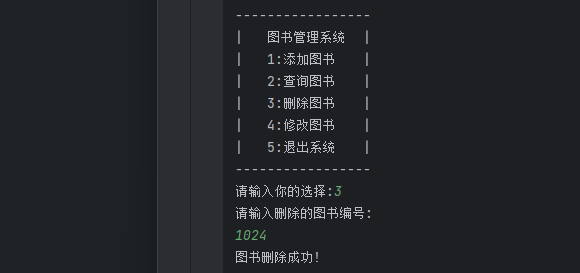 -----------------
|   图书管理系统   |
|   1:添加图书    |
|   2:查询图书    |
|   3:删除图书    |
|   4:修改图书    |
|   5:退出系统    |
-----------------
请输入你的选择:3
请输入删除的图书编号:
1024
图书删除成功!